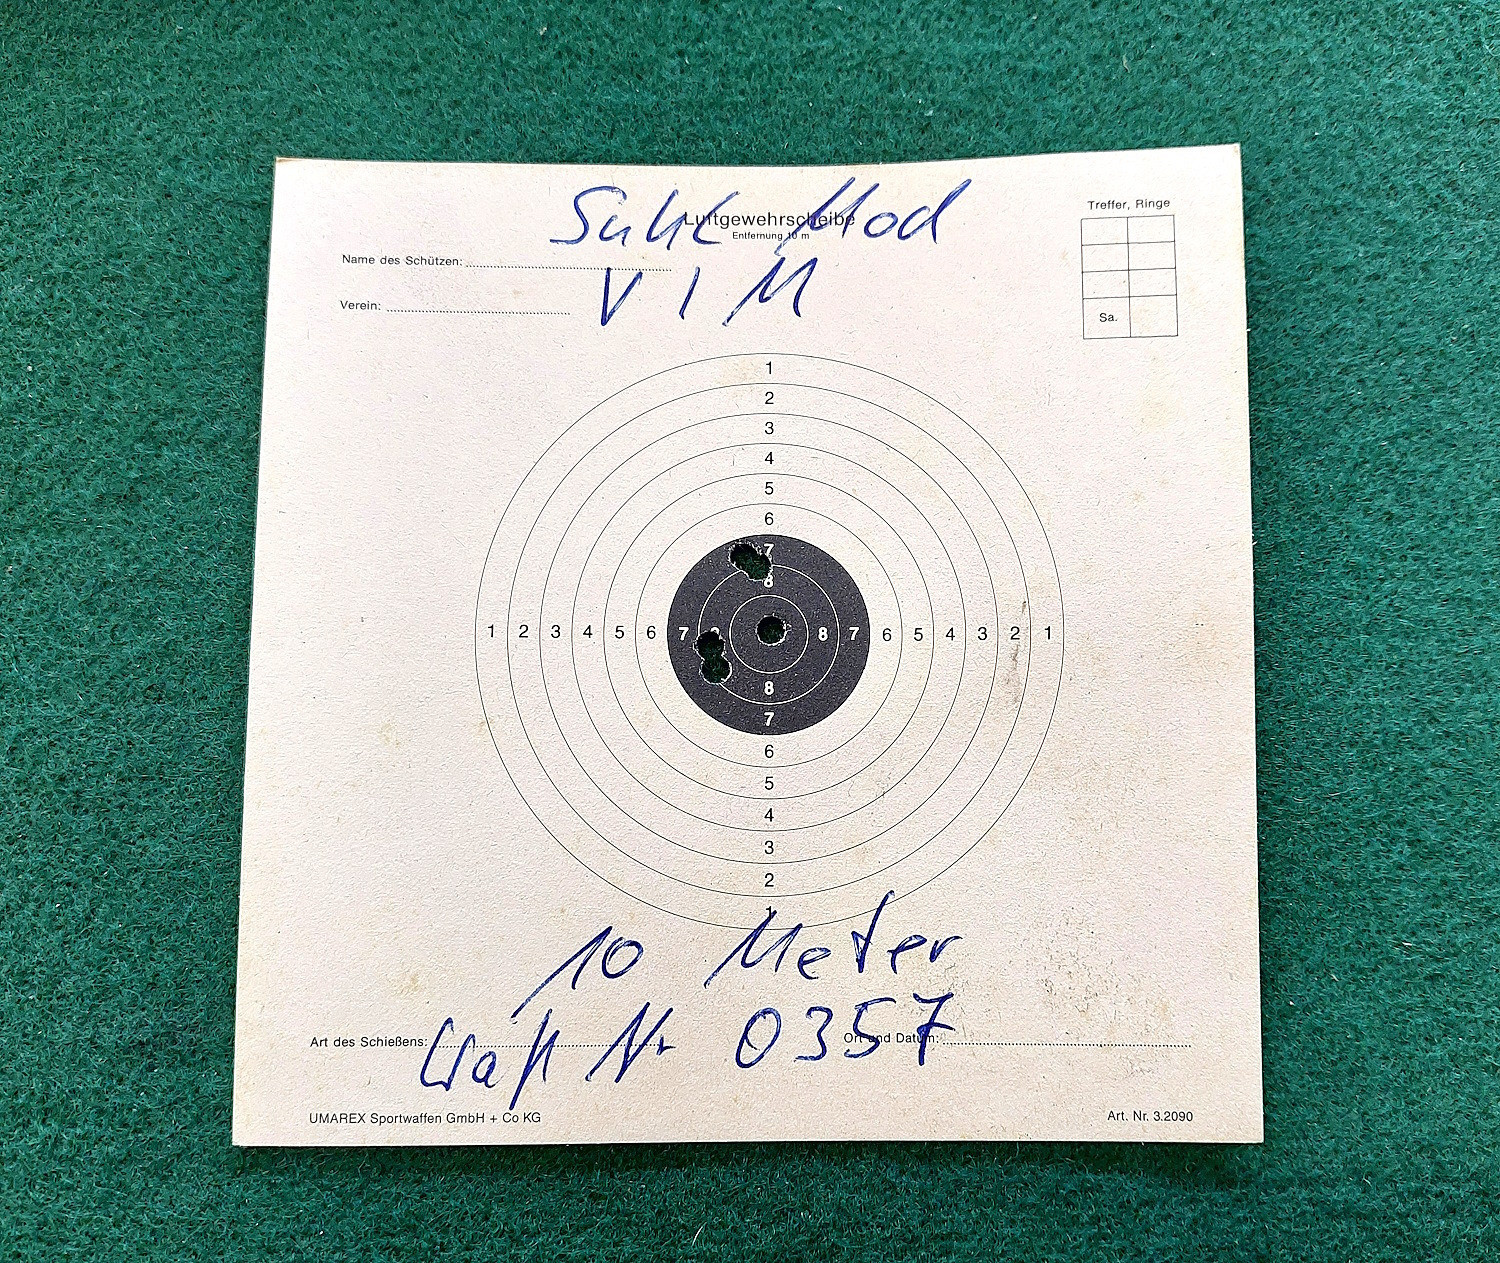 Luftgewehrscheibe
Suhl Mod
Entfernung 10 m
Treffer, Ringe
Name des Schützen:
V I M
Verein:
Sa.
1
2
3
4
5
6
7
8
1 2 3 4 5 6 7 8 7 6 5 4 3 2 1
8
7
6
5
4
3
2
1
10 Meter
Art des Schießens:
Ort und Datum:
Waff Nr 0357
UMAREX Sportwaffen GmbH + Co KG
Art. Nr. 3.2090